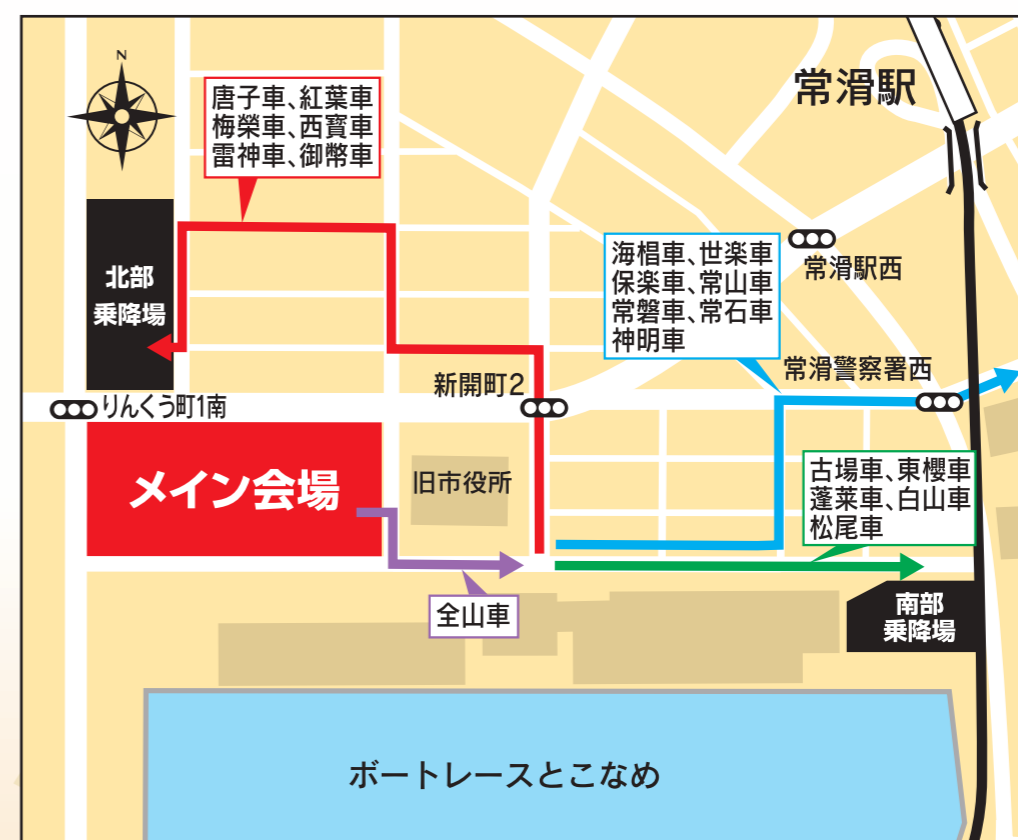 N
常滑駅
唐子車、紅葉車
梅榮車、西寳車
雷神車、御幣車
北部
乗降場
海椙車、世楽車
保楽車、常山車
常磐車、常石車
神明車
常滑駅西
常滑警察署西
新開町2
りんくう町1南
メイン会場
旧市役所
古場車、東櫻車
蓬莱車、白山車
松尾車
全山車
南部
乗降場
ボートレースとこなめ